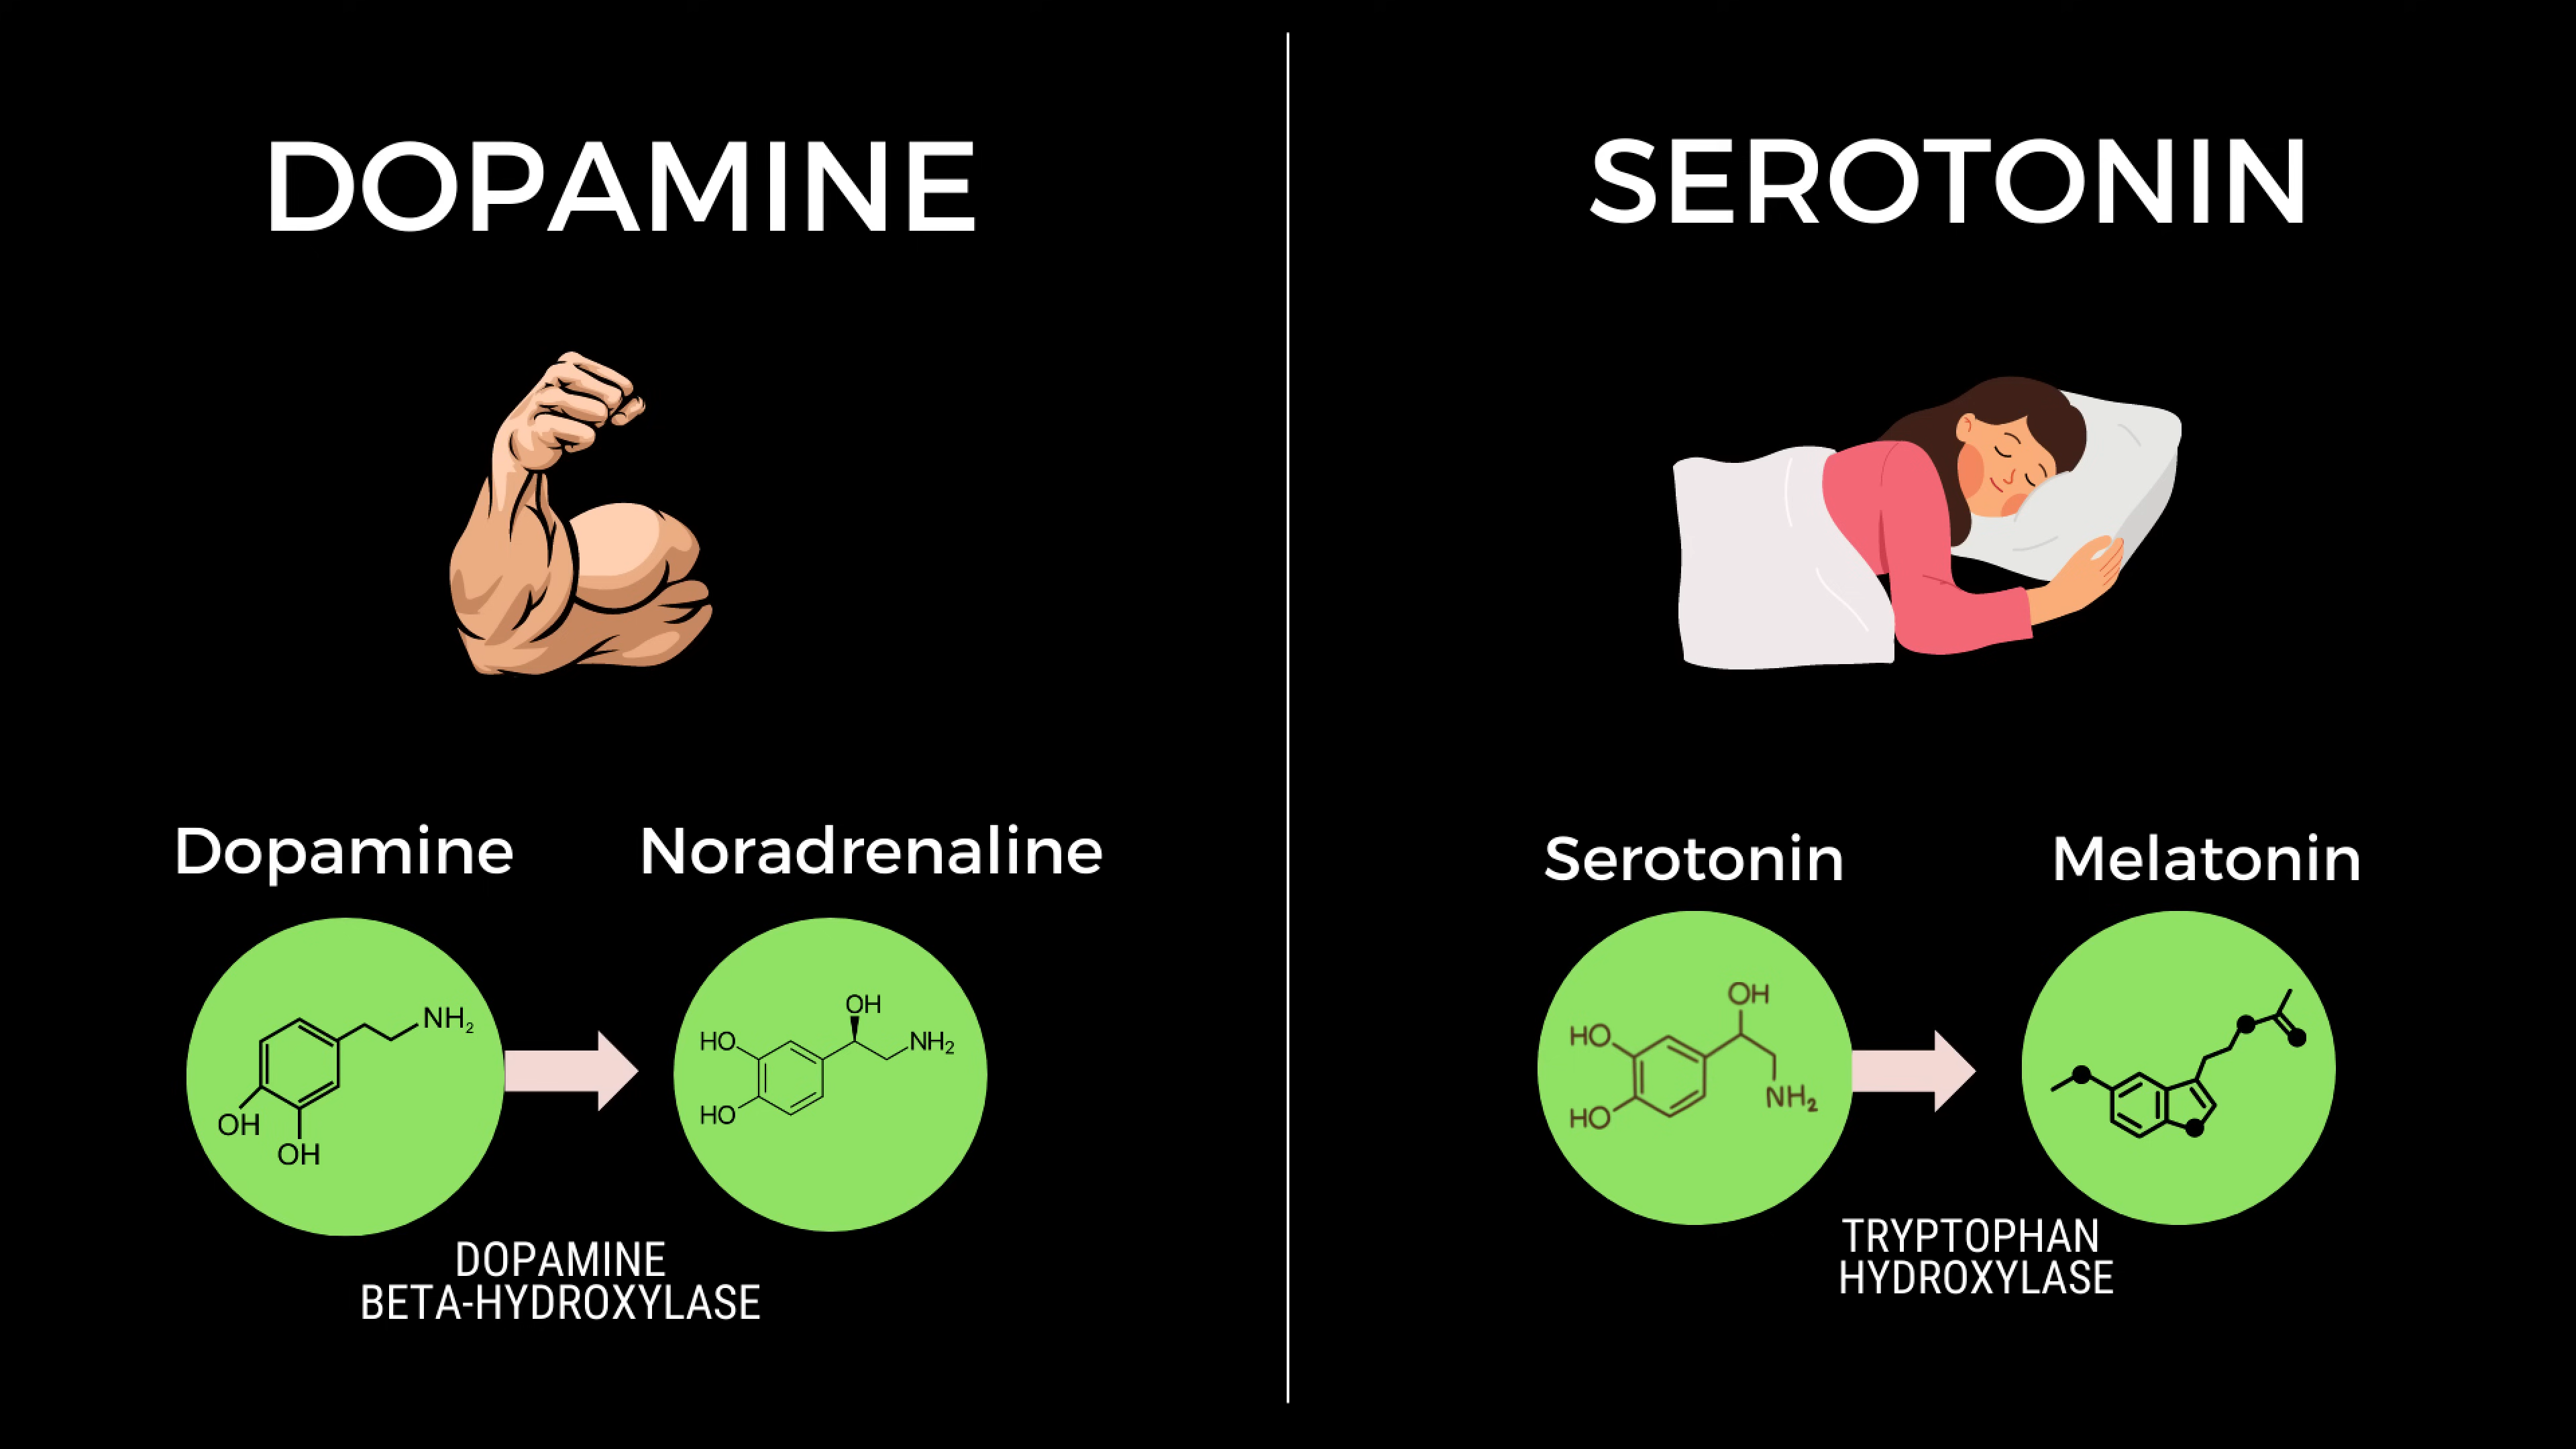 DOPAMINE
Dopamine
Noradrenaline
NH2
OH
OH
OH
HO
NH2
HO
DOPAMINE
BETA-HYDROXYLASE
SEROTONIN
Serotonin
Melatonin
OH
HO
NH2
HO
TRYPTOPHAN
HYDROXYLASE